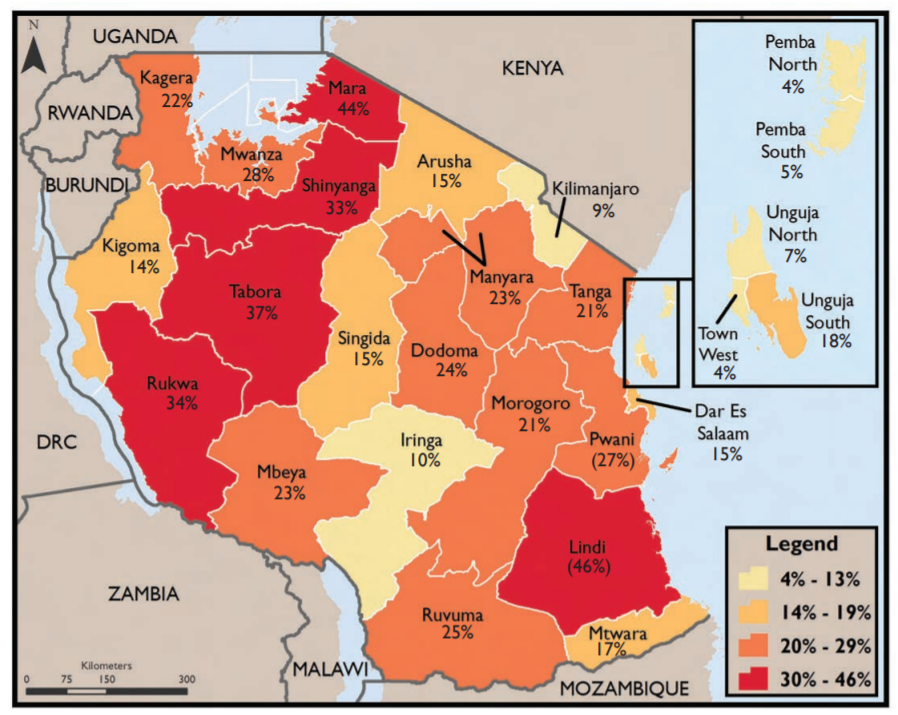 N
UGANDA
KENYA
RWANDA
BURUNDI
DRC
ZAMBIA
MALAWI
MOZAMBIQUE
Kagera
22%
Mara
44%
Mwanza
28%
Shinyanga
33%
Arusha
15%
Kilimanjaro
9%
Kigoma
14%
Tabora
37%
Manyara
23%
Tanga
21%
Singida
15%
Dodoma
24%
Rukwa
34%
Morogoro
21%
Pwani
(27%)
Dar Es
Salaam
15%
Iringa
10%
Mbeya
23%
Lindi
(46%)
Ruvuma
25%
Mtwara
17%
Pemba
North
4%
Pemba
South
5%
Unguja
North
7%
Unguja
South
18%
Town
West
4%
Legend
4% - 13%
14% - 19%
20% - 29%
30% - 46%
Kilometers
0 75 150 300